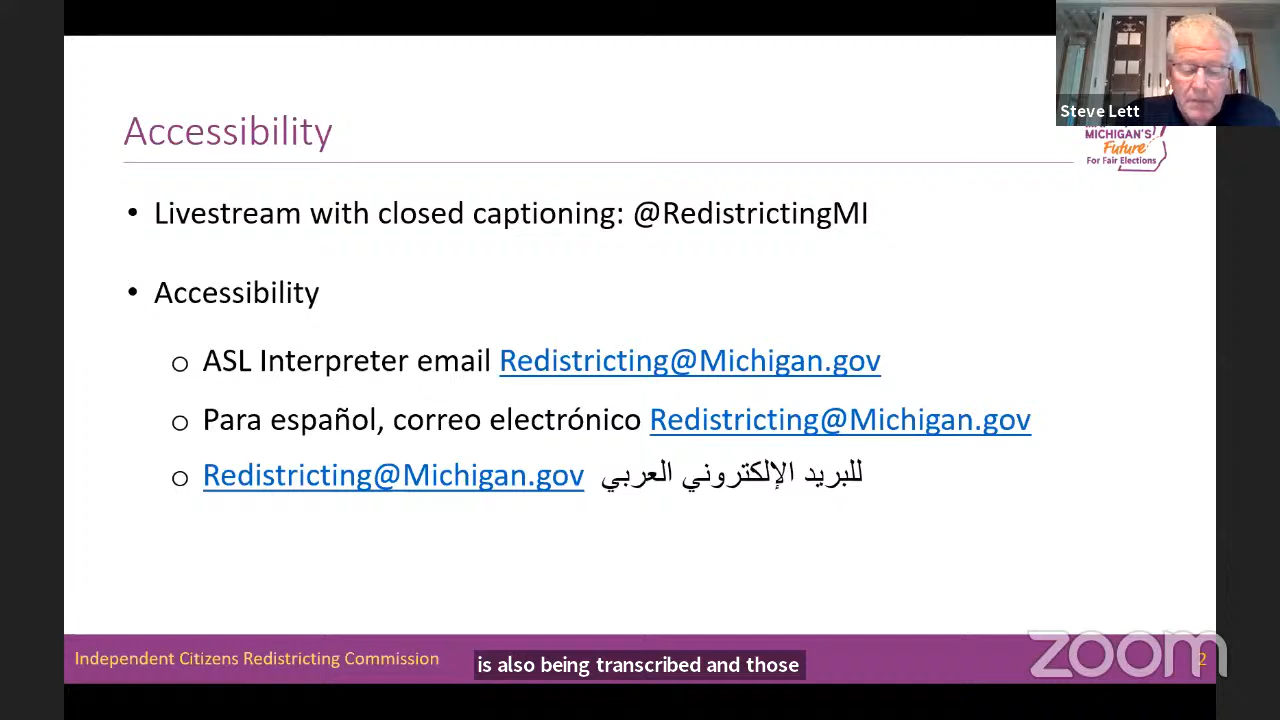 Steve Lett
MICHIGAN'S
Future
For Fair Elections
Accessibility
• Livestream with closed captioning: @RedistrictingMI
• Accessibility
o ASL Interpreter email Redistricting@Michigan.gov
o Para español, correo electrónico Redistricting@Michigan.gov
o Redistricting@Michigan.gov للبريد الإلكتروني العربي
Independent Citizens Redistricting Commission
is also being transcribed and those
zoom
2